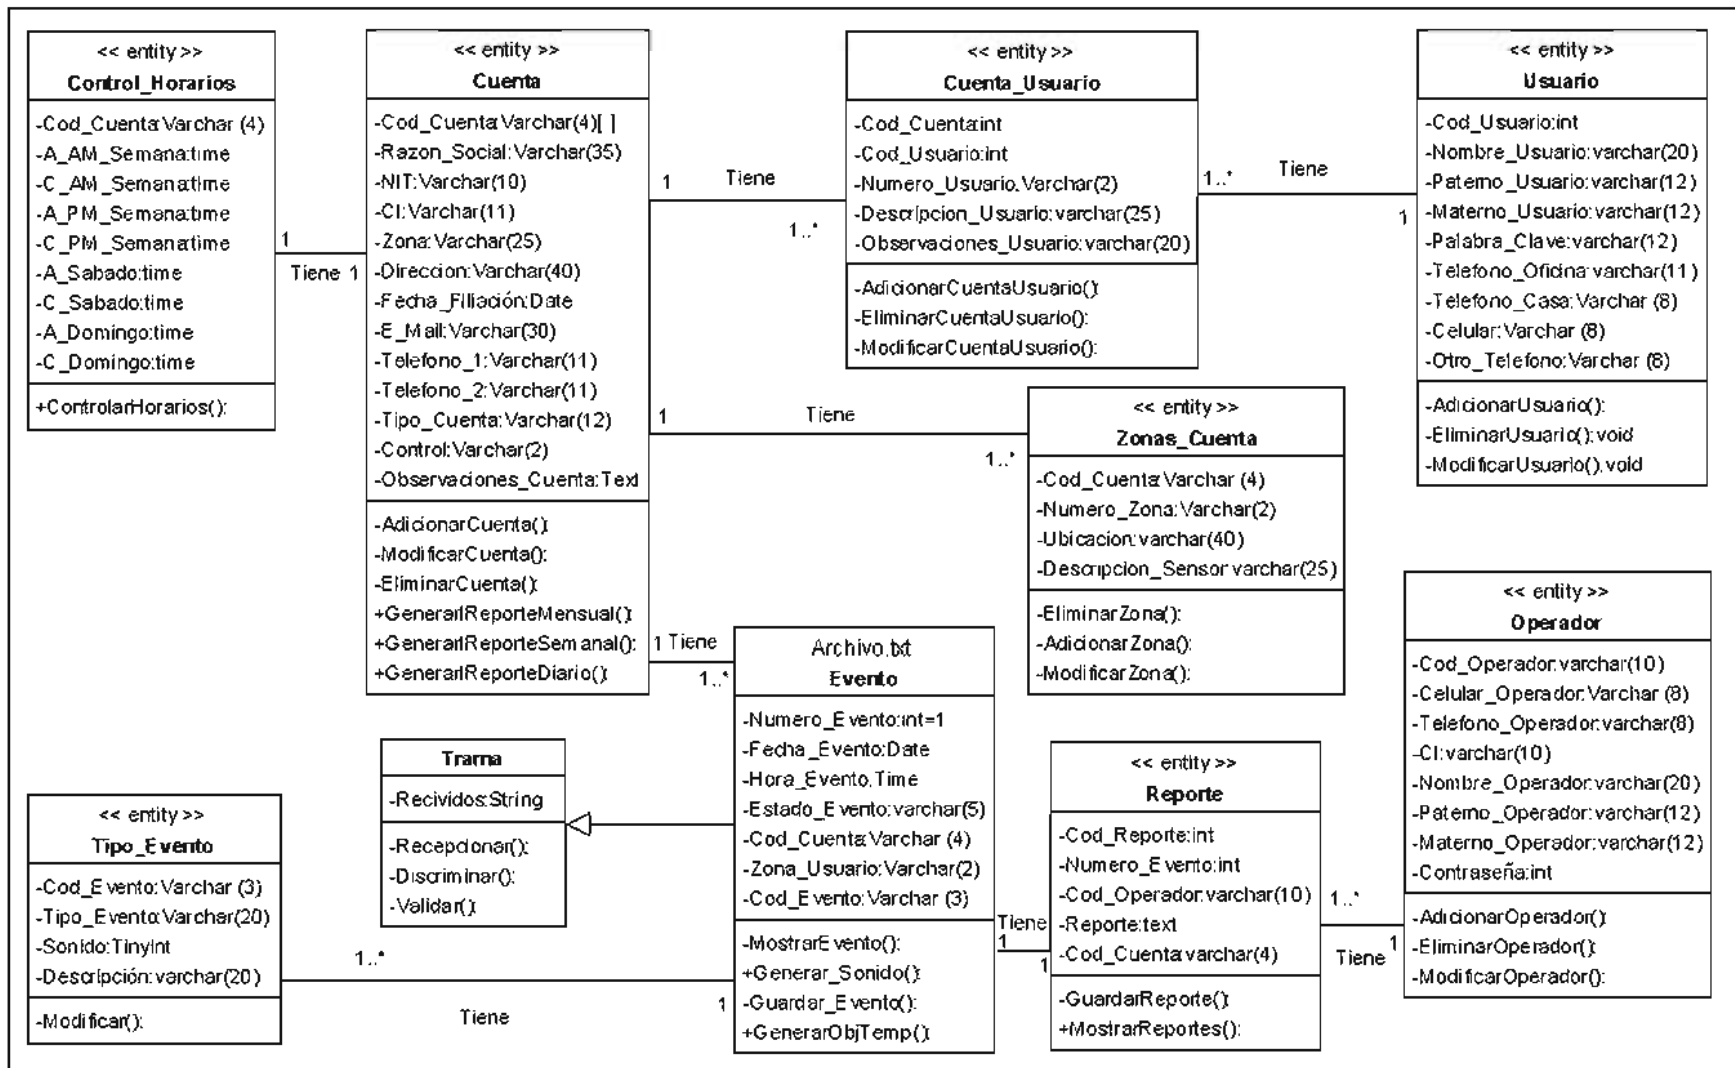 << entity >>
Control_Horarios
-Cod_Cuenta:Varchar (4)
-A_AM_Semana:time
-C_AM_Semana:time
-A_PM_Semana:time
-C_PM_Semana:time
-A_Sabado:time
-C_Sabado:time
-A_Domingo:time
-C_Domingo:time
+ControlarHorarios():
1
Tiene 1
<< entity >>
Cuenta
-Cod_Cuenta:Varchar(4)[ ]
-Razon_Social:Varchar(35)
-NIT:Varchar(10)
-CI:Varchar(11)
-Zona:Varchar(25)
-Direccion:Varchar(40)
-Fecha_Filiación:Date
-E_Mail:Varchar(30)
-Telefono_1:Varchar(11)
-Telefono_2:Varchar(11)
-Tipo_Cuenta:Varchar(12)
-Control:Varchar(2)
-Observaciones_Cuenta:Text
-AdicionarCuenta():
-ModificarCuenta():
-EliminarCuenta():
+GenerarlReporteMensual():
+GenerarlReporteSemanal():
+GenerarlReporteDiario():
1 Tiene
1..*
<< entity >>
Cuenta_Usuario
-Cod_Cuenta:int
-Cod_Usuario:int
-Numero_Usuario:Varchar(2)
-Descripcion_Usuario:varchar(25)
-Observaciones_Usuario:varchar(20)
-AdicionarCuentaUsuario():
-EliminarCuentaUsuario():
-ModificarCuentaUsuario():
1..* Tiene
1
<< entity >>
Usuario
-Cod_Usuario:int
-Nombre_Usuario:varchar(20)
-Paterno_Usuario:varchar(12)
-Materno_Usuario:varchar(12)
-Palabra_Clave:varchar(12)
-Telefono_Oficina:varchar(11)
-Telefono_Casa:Varchar (8)
-Celular:Varchar (8)
-Otro_Telefono:Varchar (8)
-AdicionarUsuario():
-EliminarUsuario():void
-ModificarUsuario():void
1 Tiene
1..*
<< entity >>
Zonas_Cuenta
-Cod_Cuenta:Varchar (4)
-Numero_Zona:Varchar(2)
-Ubicacion:varchar(40)
-Descripcion_Sensor:varchar(25)
-EliminarZona():
-AdicionarZona():
-ModificarZona():
1 Tiene
1..*
Archivo.txt
Evento
-Numero_Evento:int=1
-Fecha_Evento:Date
-Hora_Evento:Time
-Estado_Evento:varchar(5)
-Cod_Cuenta:Varchar (4)
-Zona_Usuario:Varchar(2)
-Cod_Evento:Varchar (3)
-MostrarEvento():
+Generar_Sonido():
-Guardar_Evento():
+GenerarObjTemp():
Trama
-Recividos:String
-Recepcionar():
-Discriminar():
-Validar():
<< entity >>
Tipo_Evento
-Cod_Evento:Varchar (3)
-Tipo_Evento:Varchar(20)
-Sonido:TinyInt
-Descripción:varchar(20)
-Modificar():
1..*
Tiene
1
Tiene
1
1
<< entity >>
Reporte
-Cod_Reporte:int
-Numero_Evento:int
-Cod_Operador:varchar(10)
-Reporte:text
-Cod_Cuenta:varchar(4)
-GuardarReporte():
+MostrarReportes():
1..*
Tiene 1
<< entity >>
Operador
-Cod_Operador:varchar(10)
-Celular_Operador:Varchar (8)
-Telefono_Operador:varchar(8)
-CI:varchar(10)
-Nombre_Operador:varchar(20)
-Paterno_Operador:varchar(12)
-Materno_Operador:varchar(12)
-Contraseña:int
-AdicionarOperador():
-EliminarOperador():
-ModificarOperador():